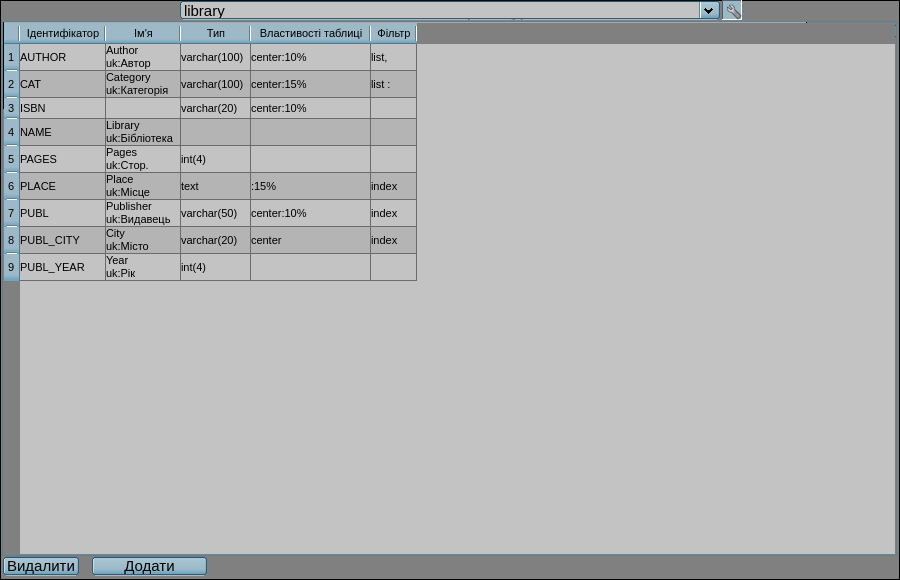 library
Ідентифікатор Ім'я Тип Властивості таблиці Фільтр
1 AUTHOR Author varchar(100) center:10% list,
uk:Автор
2 CAT Category varchar(100) center:15% list :
uk:Категорія
3 ISBN varchar(20) center:10%
4 NAME Library
uk:Бібліотека
5 PAGES Pages int(4)
uk:Стор.
6 PLACE Place text :15% index
uk:Місце
7 PUBL Publisher varchar(50) center:10% index
uk:Видавець
8 PUBL_CITY City varchar(20) center index
uk:Місто
9 PUBL_YEAR Year int(4)
uk:Рік
Видалити Додати